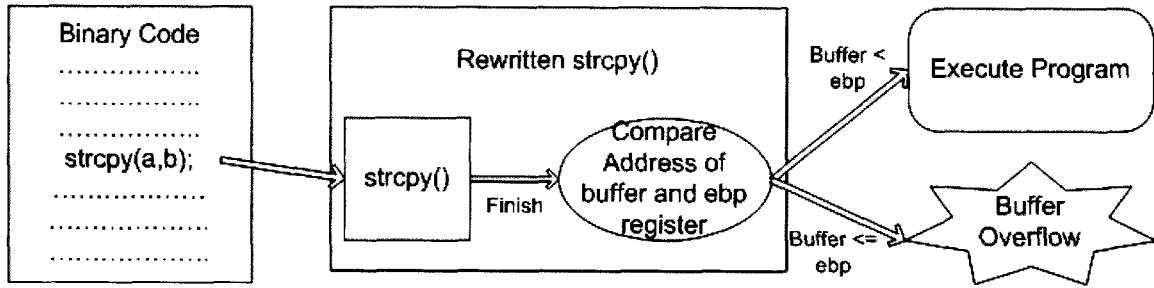 Binary Code
....................
....................
....................
strcpy(a,b);
....................
....................
....................
Rewritten strcpy()
strcpy()
Finish
Compare
Address of
buffer and ebp
register
Buffer <
ebp
Execute Program
Buffer <=
ebp
Buffer
Overflow